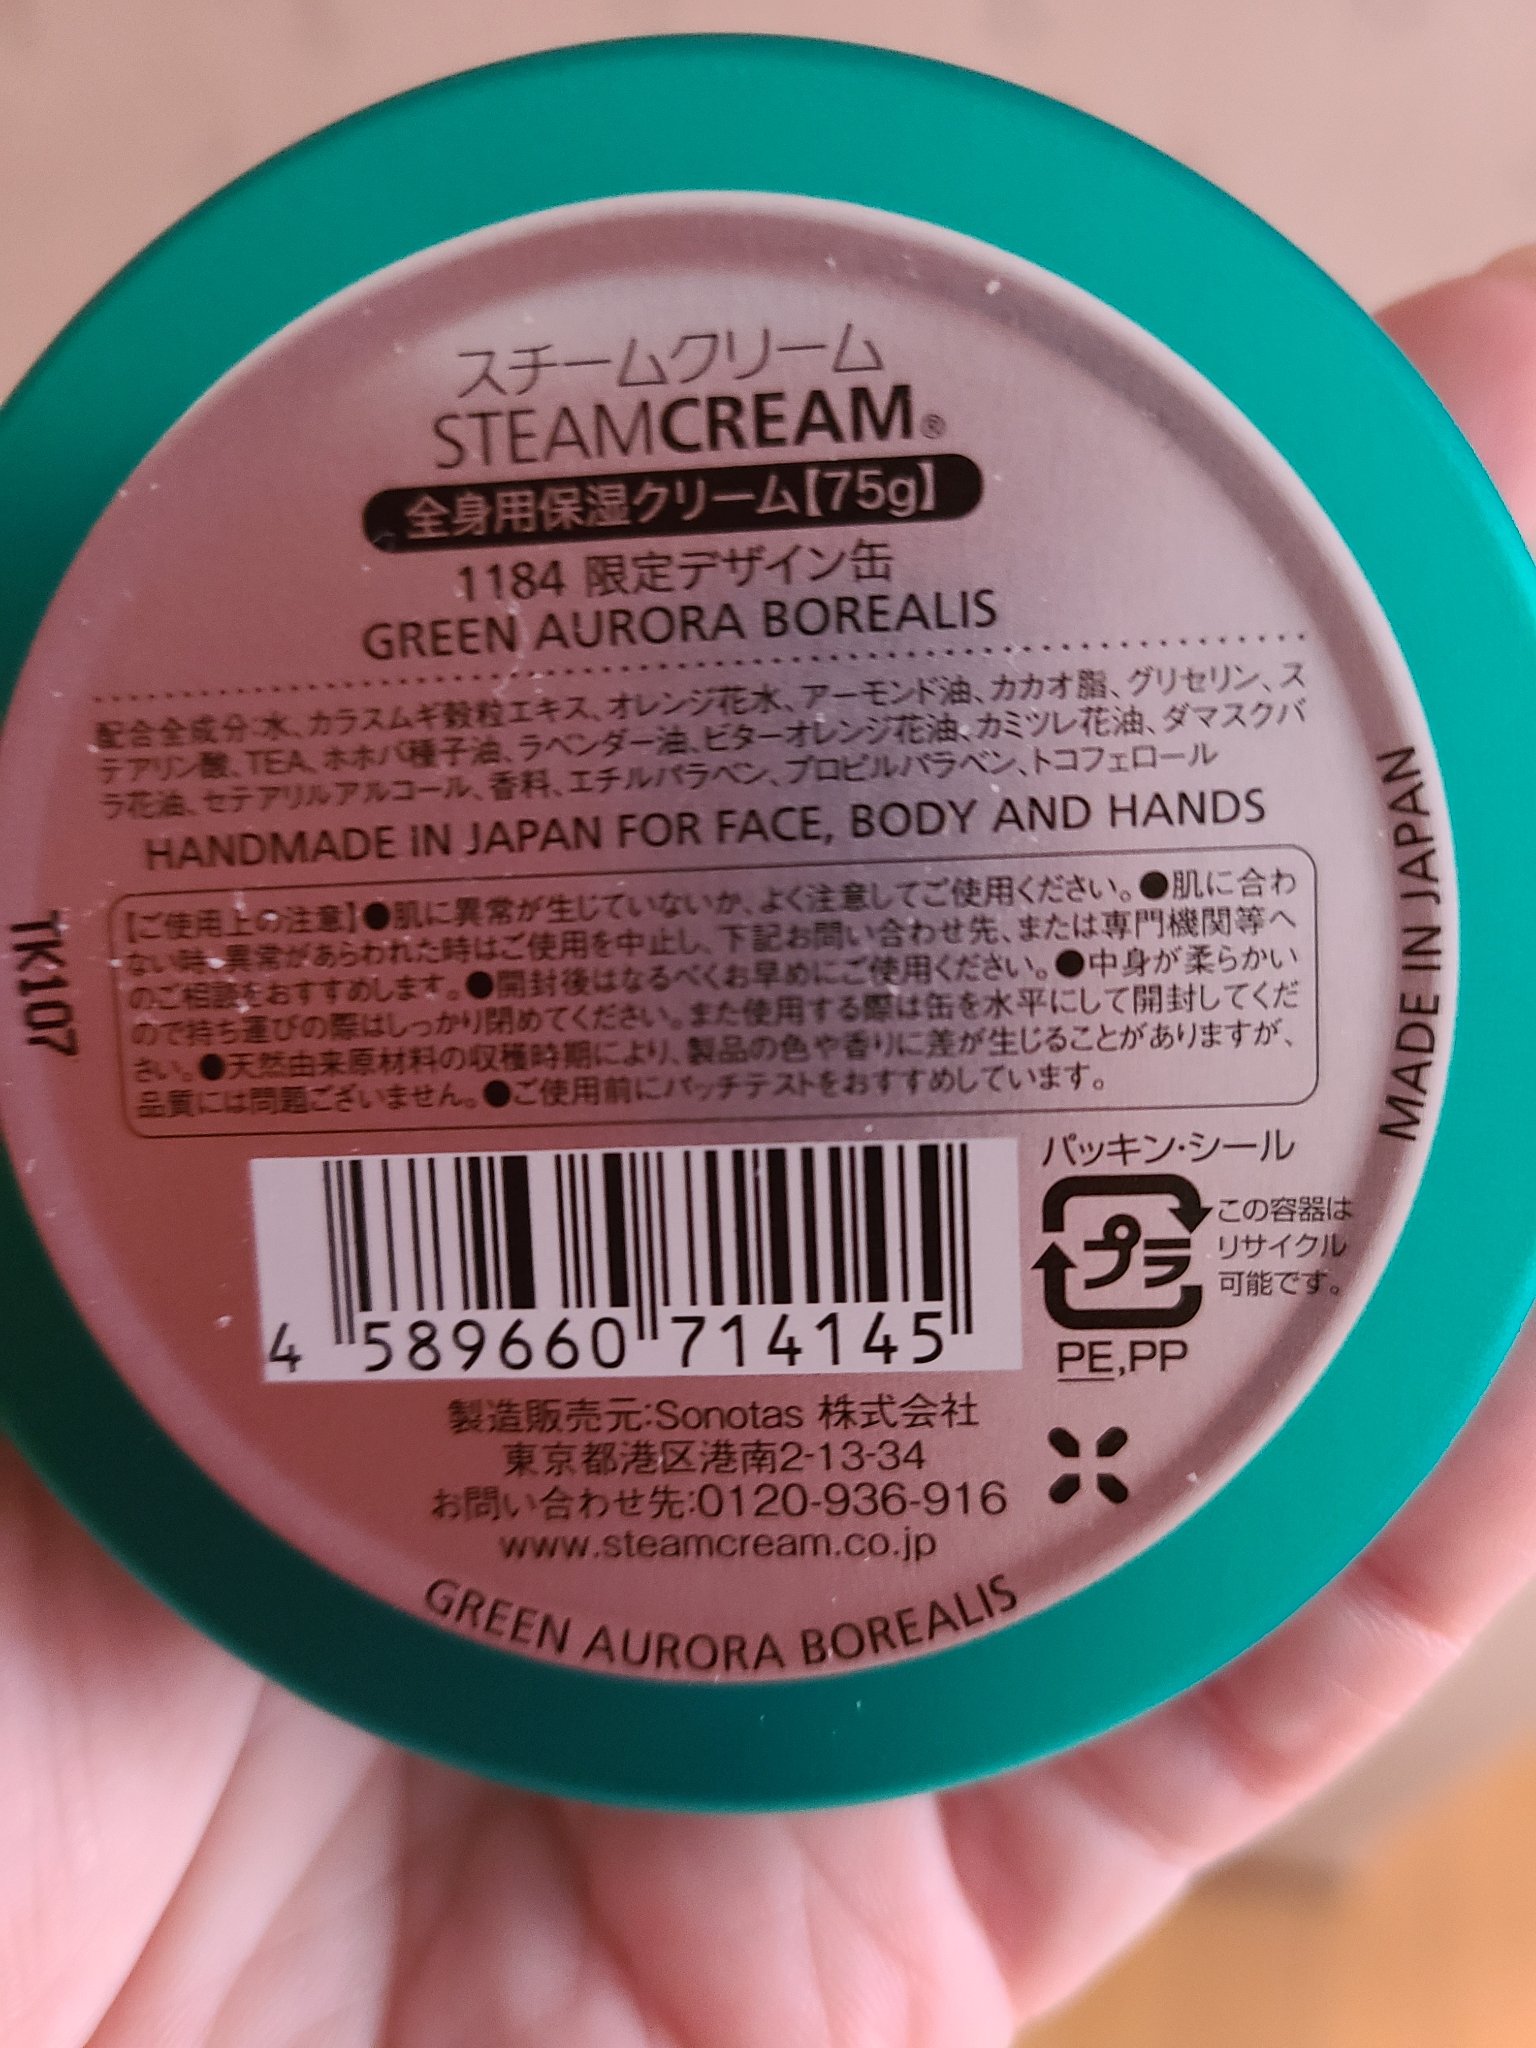 スチームクリーム
STEAMCREAM®
全身用保湿クリーム【75g】
1184 限定デザイン缶
GREEN AURORA BOREALIS
配合全成分:水、カラスムギ穀粒エキス、オレンジ花水、アーモンド油、カカオ脂、グリセリン、ス
テアリン酸、TEA、ホホバ種子油、ラベンダー油、ビターオレンジ花油、カミツレ花油、ダマスクバ
ラ花油、セテアリルアルコール、香料、エチルパラベン、プロピルパラベン、トコフェロール
HANDMADE IN JAPAN FOR FACE, BODY AND HANDS
【ご使用上の注意】●肌に異常が生じていないか、よく注意してご使用ください。●肌に合わ
ない時、異常があらわれた時はご使用を中止し、下記お問い合わせ先、または専門機関等へ
のご相談をおすすめします。●開封後はなるべくお早めにご使用ください。●中身が柔らかい
ので持ち運びの際はしっかり閉めてください。また使用する際は缶を水平にして開封してくだ
さい。●天然由来原材料の収穫時期により、製品の色や香りに差が生じることがありますが、
品質には問題ございません。●ご使用前にパッチテストをおすすめしています。
TK107
MADE IN JAPAN
パッキン・シール
プラ
この容器は
リサイクル
可能です。
PE,PP
4 589660 714145
製造販売元:Sonotas 株式会社
東京都港区港南2-13-34
お問い合わせ先:0120-936-916
www.steamcream.co.jp
GREEN AURORA BOREALIS